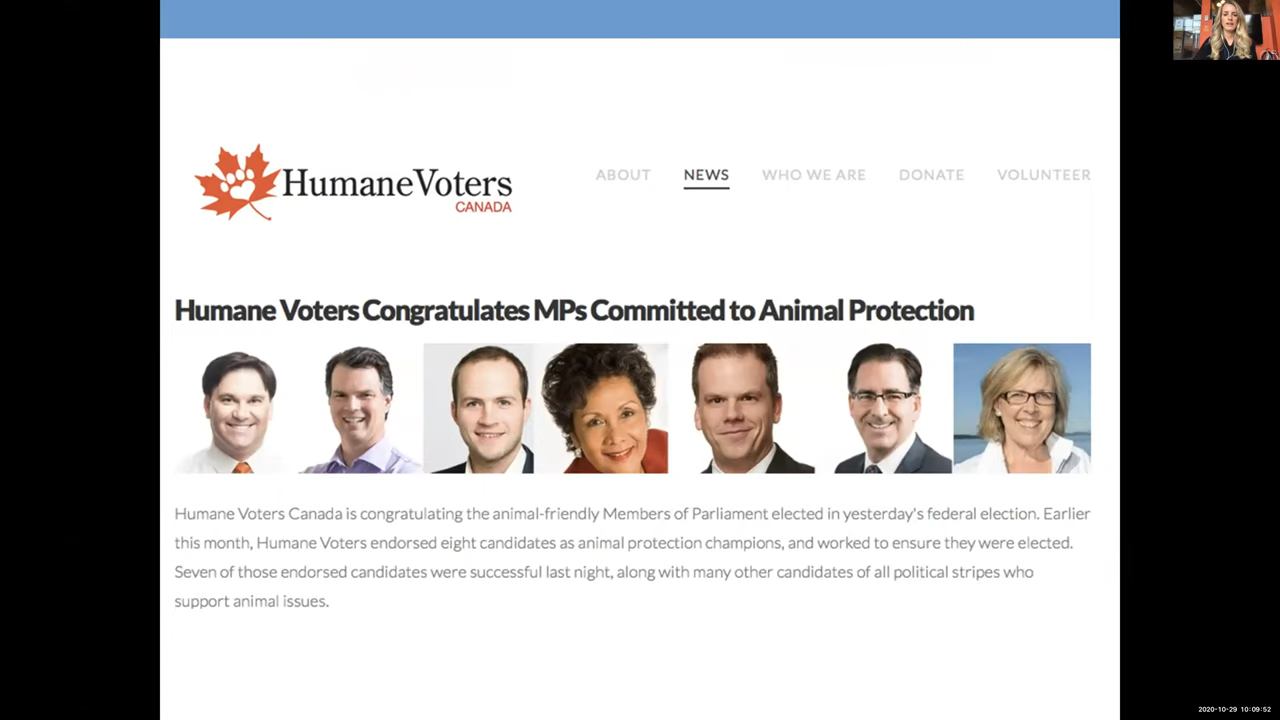 HumaneVoters
CANADA
ABOUT NEWS WHO WE ARE DONATE VOLUNTEER
Humane Voters Congratulates MPs Committed to Animal Protection
Humane Voters Canada is congratulating the animal-friendly Members of Parliament elected in yesterday's federal election. Earlier
this month, Humane Voters endorsed eight candidates as animal protection champions, and worked to ensure they were elected.
Seven of those endorsed candidates were successful last night, along with many other candidates of all political stripes who
support animal issues.
2020-10-29 10:09:52